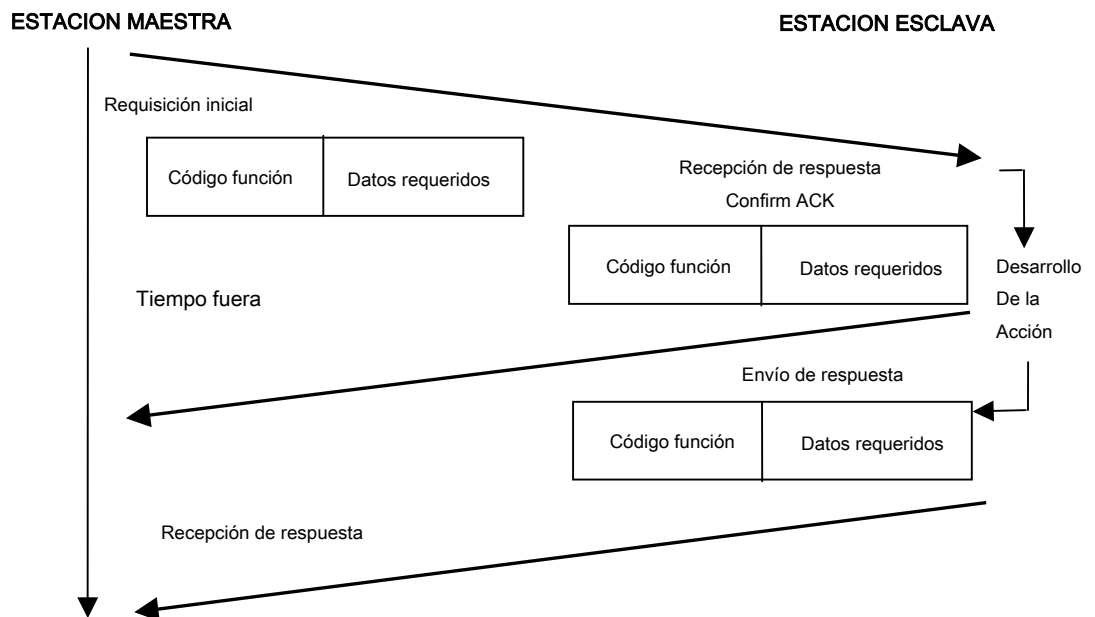 ESTACION MAESTRA
ESTACION ESCLAVA
Requisición inicial
Código función
Datos requeridos
Recepción de respuesta
Confirm ACK
Código función
Datos requeridos
Desarrollo
De la
Acción
Tiempo fuera
Envío de respuesta
Código función
Datos requeridos
Recepción de respuesta